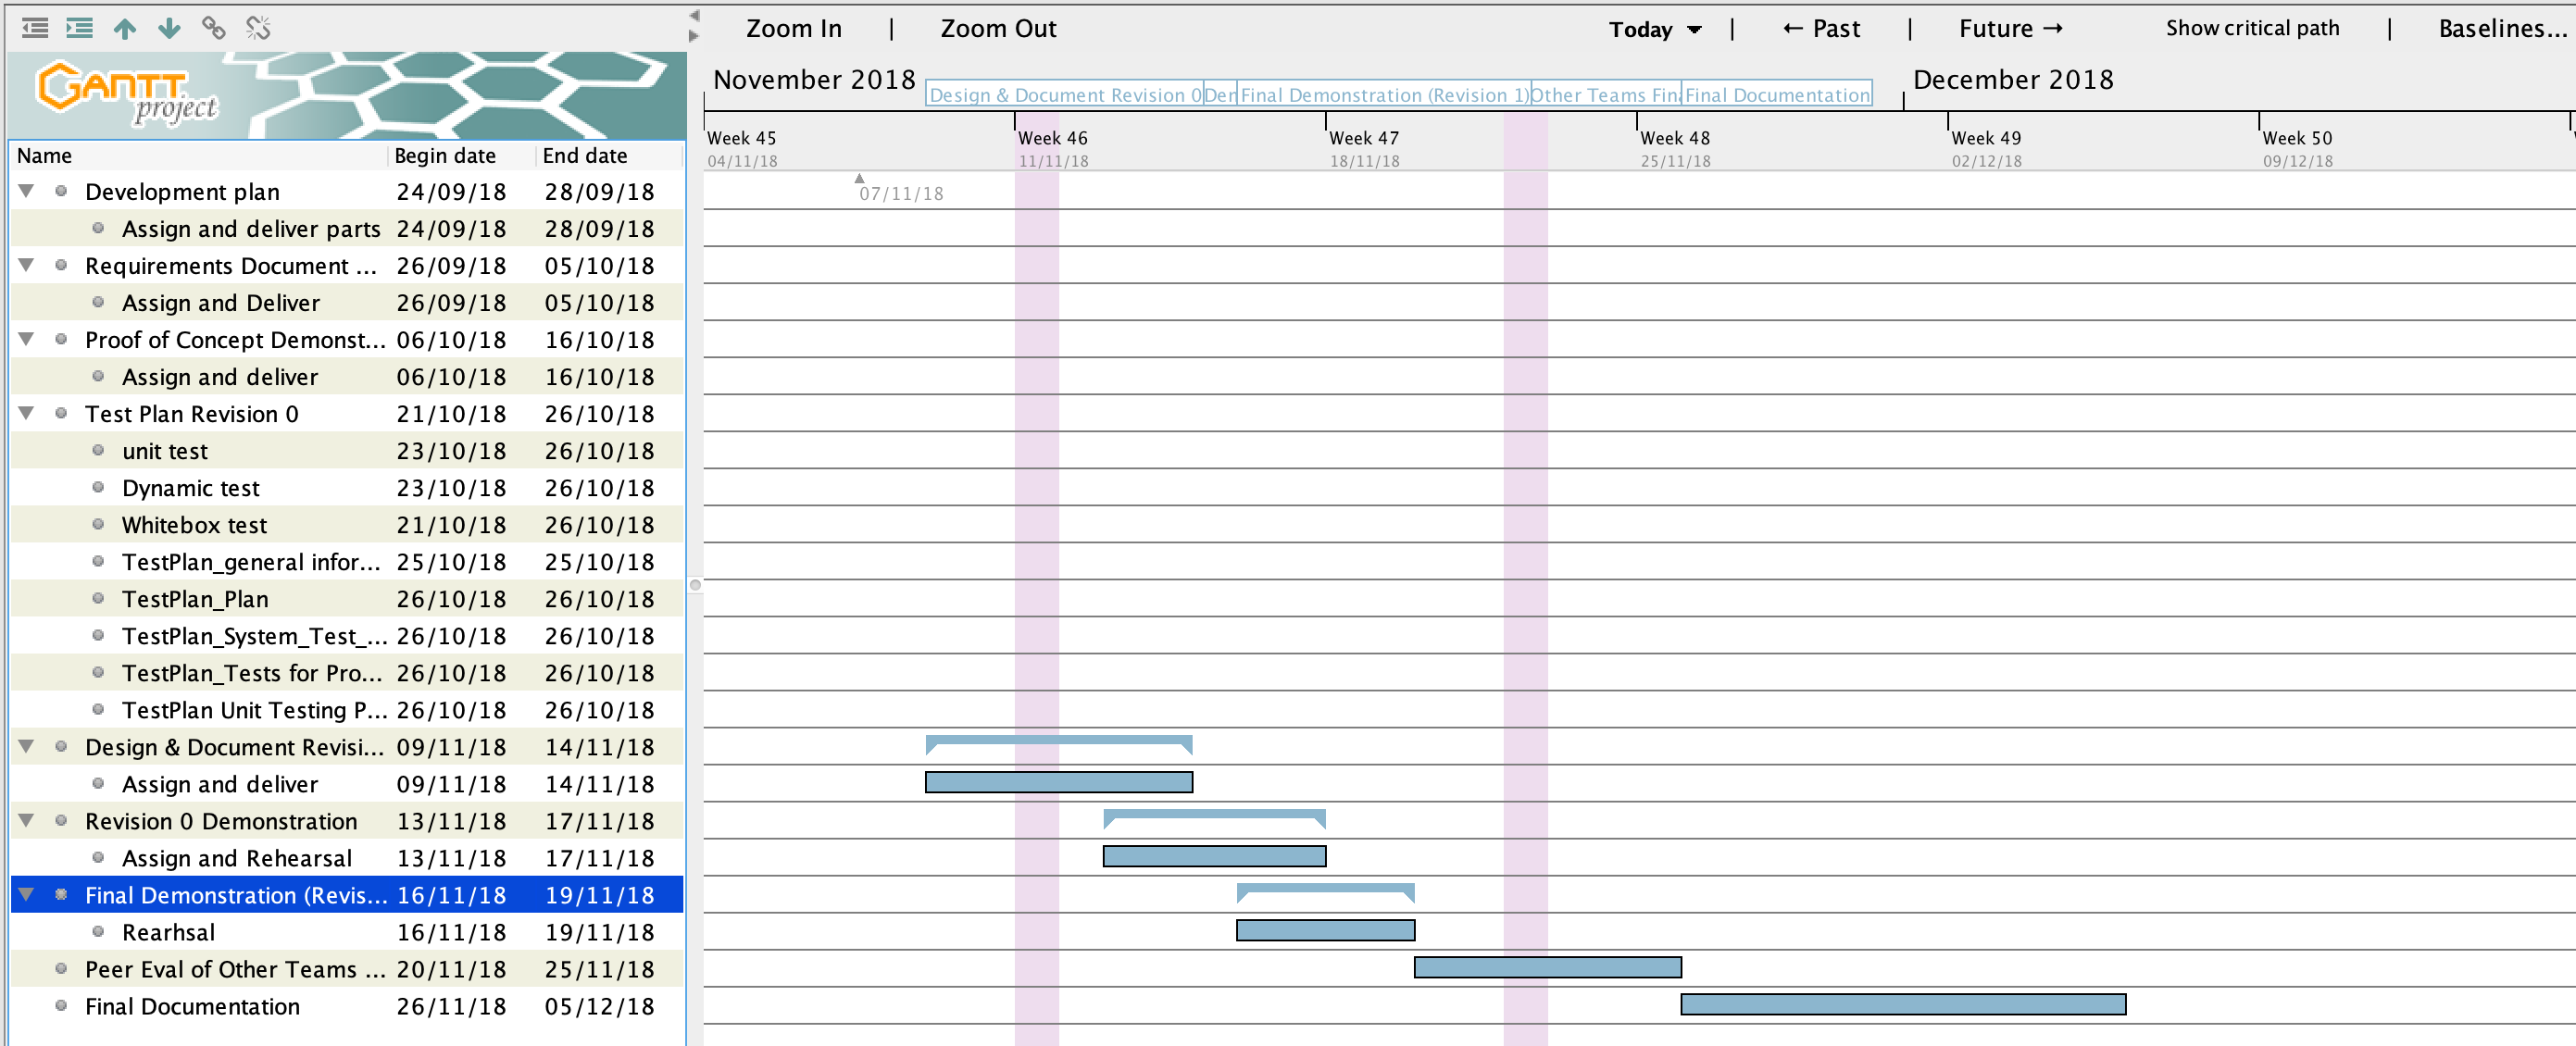 Zoom In | Zoom Out Today | ← Past | Future → Show critical path | Baselines...
GANTT project
November 2018 December 2018
Design & Document Revision 0 Der Final Demonstration (Revision 1) Other Teams Fin Final Documentation
Week 45 Week 46 Week 47 Week 48 Week 49 Week 50
04/11/18 11/11/18 18/11/18 25/11/18 02/12/18 09/12/18
07/11/18
Name Begin date End date
Development plan 24/09/18 28/09/18
Assign and deliver parts 24/09/18 28/09/18
Requirements Document ... 26/09/18 05/10/18
Assign and Deliver 26/09/18 05/10/18
Proof of Concept Demonst... 06/10/18 16/10/18
Assign and deliver 06/10/18 16/10/18
Test Plan Revision 0 21/10/18 26/10/18
unit test 23/10/18 26/10/18
Dynamic test 23/10/18 26/10/18
Whitebox test 21/10/18 26/10/18
TestPlan_general infor... 25/10/18 25/10/18
TestPlan_Plan 26/10/18 26/10/18
TestPlan_System_Test_... 26/10/18 26/10/18
TestPlan_Tests for Pro... 26/10/18 26/10/18
TestPlan Unit Testing P... 26/10/18 26/10/18
Design & Document Revisi... 09/11/18 14/11/18
Assign and deliver 09/11/18 14/11/18
Revision 0 Demonstration 13/11/18 17/11/18
Assign and Rehearsal 13/11/18 17/11/18
Final Demonstration (Revis... 16/11/18 19/11/18
Rearhsal 16/11/18 19/11/18
Peer Eval of Other Teams ... 20/11/18 25/11/18
Final Documentation 26/11/18 05/12/18